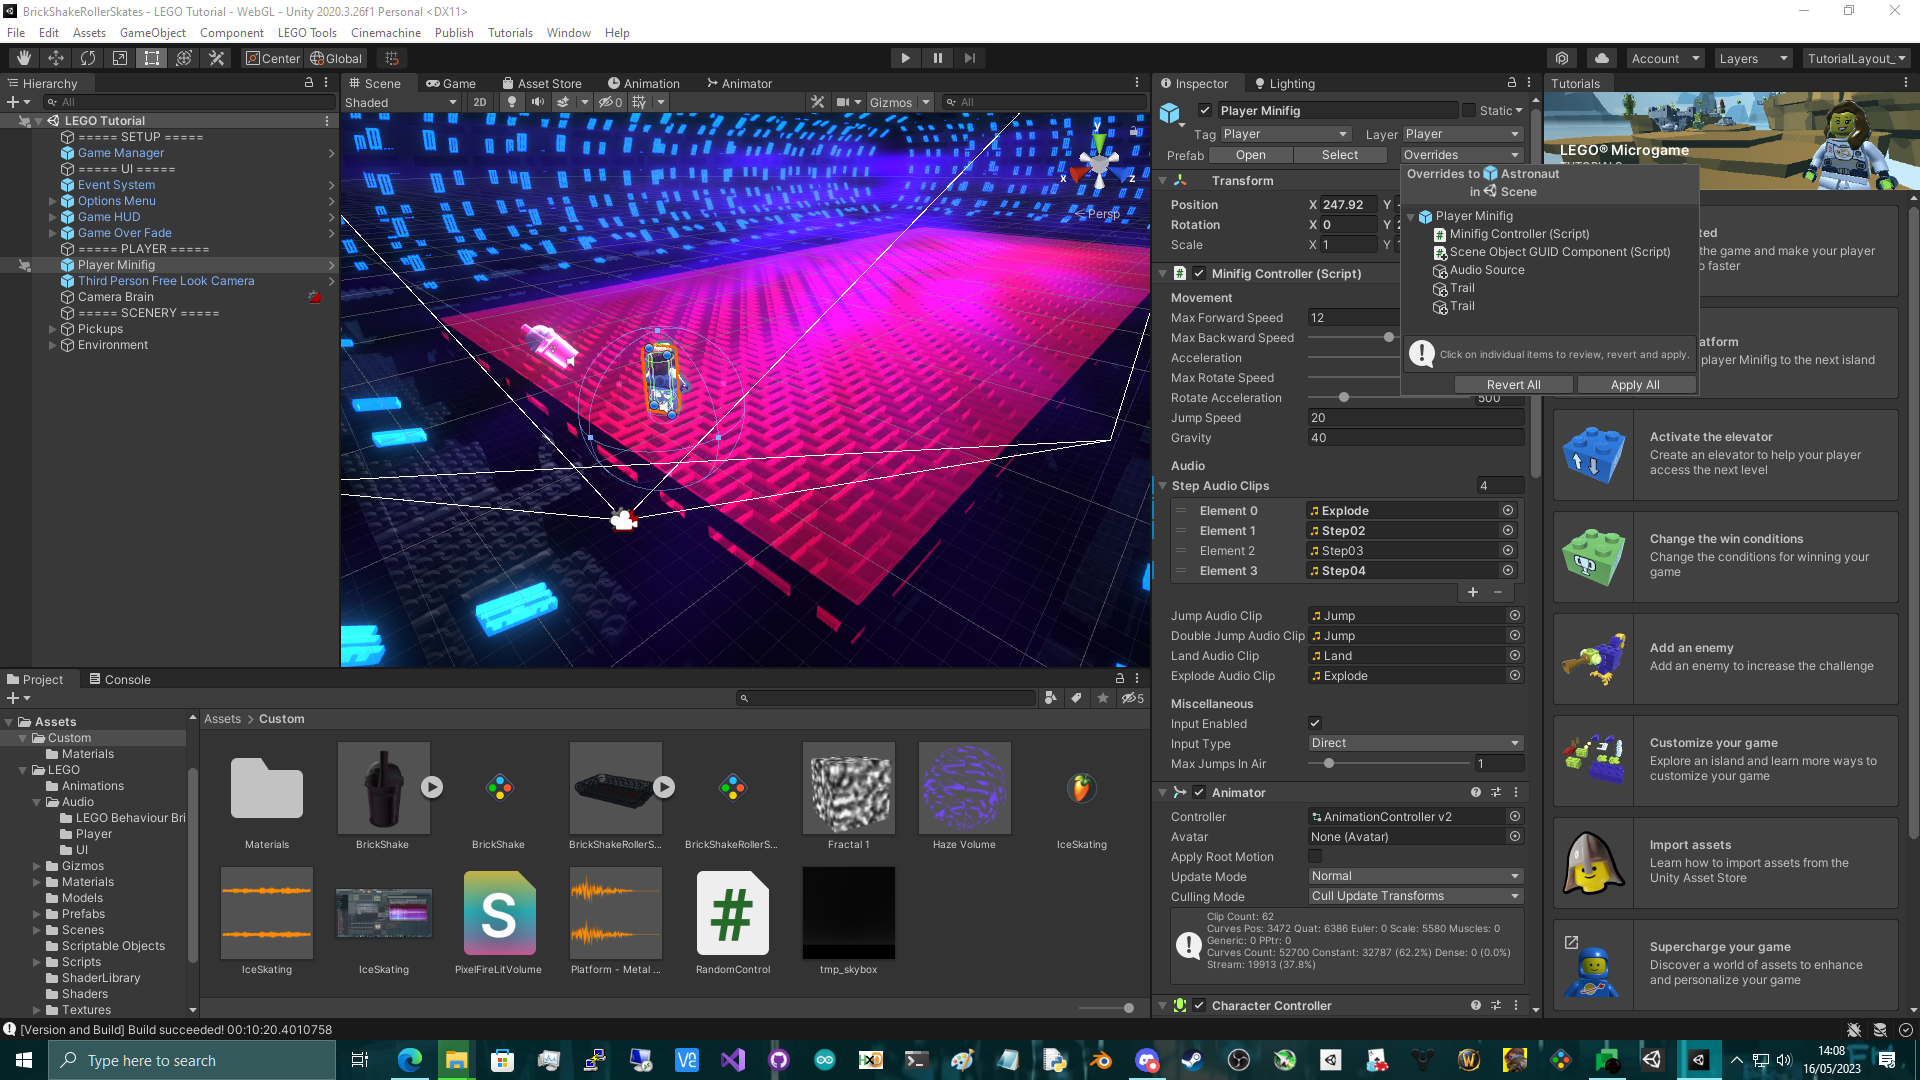 BrickShakeRollerSkates - LEGO Tutorial - WebGL - Unity 2020.3.26f1 Personal <DX11>
File Edit Assets GameObject Component LEGO Tools Cinemachine Publish Tutorials Window Help
Center Global Account Layers TutorialLayout_
Hierarchy
All
LEGO Tutorial
===== SETUP =====
Game Manager
===== UI =====
Event System
Options Menu
Game HUD
Game Over Fade
===== PLAYER =====
Player Minifig
Third Person Free Look Camera
Camera Brain
===== SCENERY =====
Pickups
Environment
Scene Game Asset Store Animation Animator
Shaded 2D 0 Gizmos All
y
x z
Persp
Inspector Lighting
Player Minifig Static
Tag Player Layer Player
Prefab Open Select Overrides
Transform
Position X 247.92 Y
Rotation X 0 Y
Scale X 1 Y
Overrides to Astronaut
in Scene
Player Minifig
Minifig Controller (Script)
Scene Object GUID Component (Script)
Audio Source
Trail
Trail
Click on individual items to review, revert and apply.
Revert All Apply All
Minifig Controller (Script)
Movement
Max Forward Speed 12
Max Backward Speed
Acceleration
Max Rotate Speed
Rotate Acceleration 500
Jump Speed 20
Gravity 40
Audio
Step Audio Clips 4
Element 0 Explode
Element 1 Step02
Element 2 Step03
Element 3 Step04
Jump Audio Clip Jump
Double Jump Audio Clip Jump
Land Audio Clip Land
Explode Audio Clip Explode
Miscellaneous
Input Enabled
Input Type Direct
Max Jumps In Air 1
Animator
Controller AnimationController v2
Avatar None (Avatar)
Apply Root Motion
Update Mode Normal
Culling Mode Cull Update Transforms
Clip Count: 62
Curves Pos: 3472 Quat: 6386 Euler: 0 Scale: 5580 Muscles: 0
Generic: 0 PPtr: 0
Curves Count: 52700 Constant: 32787 (62.2%) Dense: 0 (0.0%)
Stream: 19913 (37.8%)
Character Controller
Tutorials
LEGO® Microgame
the game and make your player
faster
player Minifig to the next island
Activate the elevator
Create an elevator to help your player
access the next level
Change the win conditions
Change the conditions for winning your
game
Add an enemy
Add an enemy to increase the challenge
Customize your game
Explore an island and learn more ways to
customize your game
Import assets
Learn how to import assets from the
Unity Asset Store
Supercharge your game
Discover a world of assets to enhance
and personalize your game
Project Console
5
Assets
Custom
Materials
LEGO
Animations
Audio
LEGO Behaviour Bri
Player
UI
Gizmos
Materials
Models
Prefabs
Scenes
Scriptable Objects
Scripts
ShaderLibrary
Shaders
Textures
Assets > Custom
Materials BrickShake BrickShake BrickShakeRollerS... BrickShakeRollerS... Fractal 1 Haze Volume IceSkating
IceSkating IceSkating PixelFireLitVolume Platform - Metal ... RandomControl tmp_skybox
[Version and Build] Build succeeded! 00:10:20.4010758
Type here to search
14:08
16/05/2023